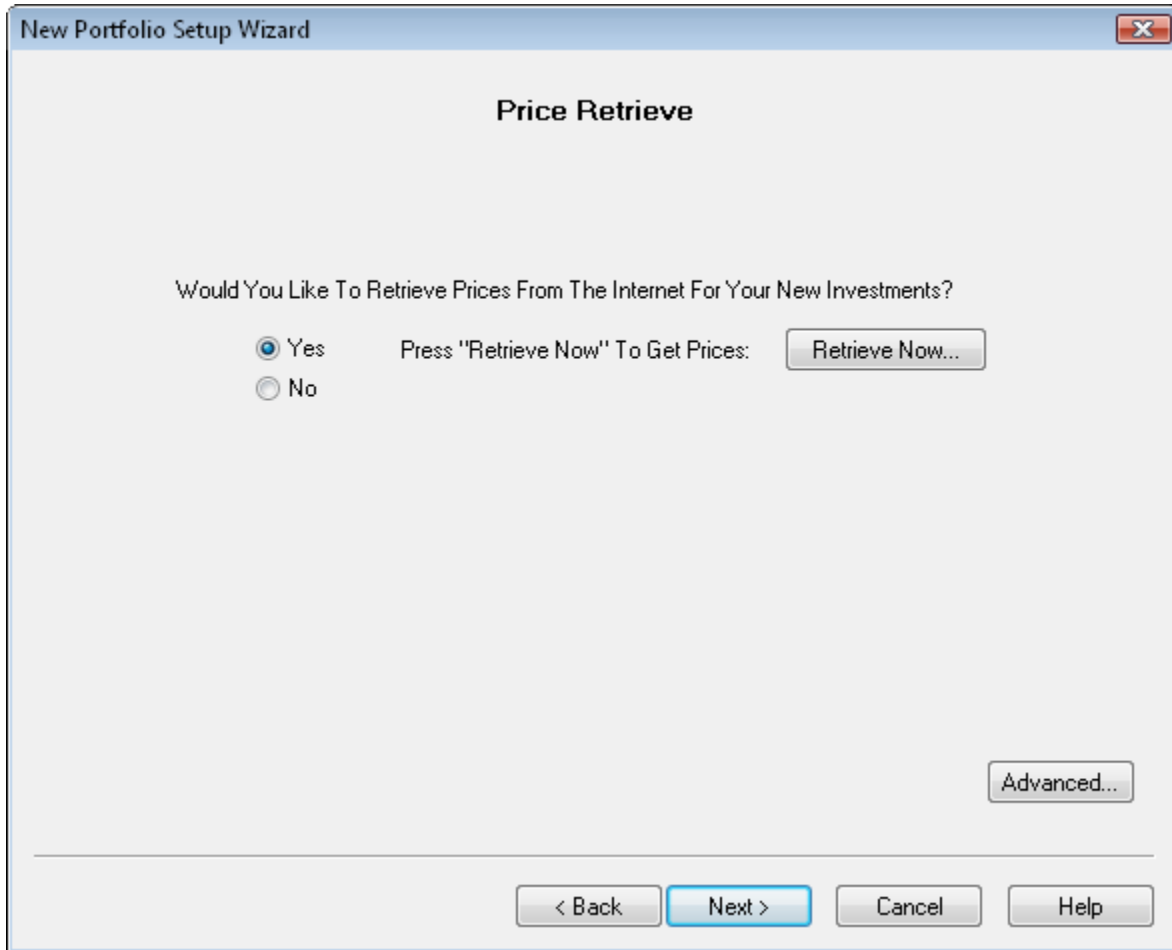 New Portfolio Setup Wizard
Price Retrieve
Would You Like To Retrieve Prices From The Internet For Your New Investments?
Yes Press "Retrieve Now" To Get Prices: Retrieve Now...
No
Advanced...
< Back Next > Cancel Help